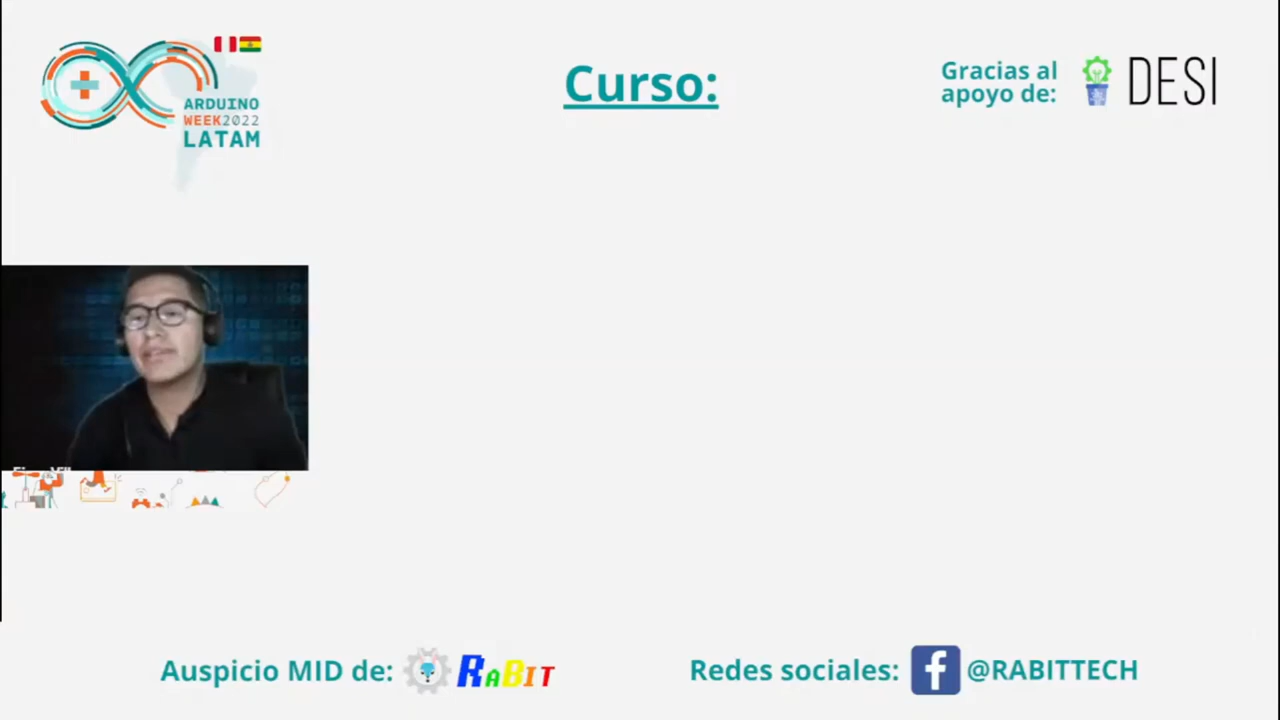 ARDUINO
WEEK2022
LATAM
Curso:
Gracias al
apoyo de:
DESI
Auspicio MID de:
RaBIT
Redes sociales:
@RABITTECH